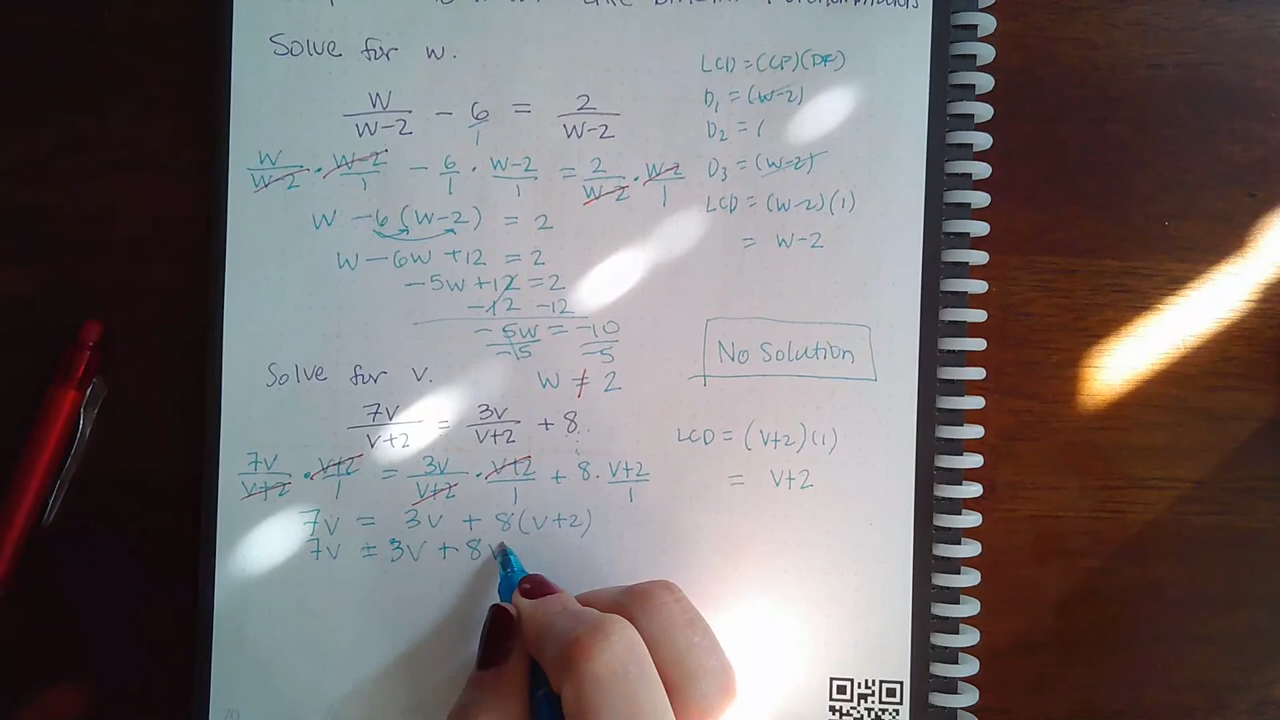 Solve for w.
w/(w-2) - 6/1 = 2/(w-2)
w/(w-2) · (w-2)/1 - 6/1 · (w-2)/1 = 2/(w-2) · (w-2)/1
w - 6(w-2) = 2
w - 6w + 12 = 2
-5w + 12 = 2
-12 -12
-5w/-5 = -10/-5
w ≠ 2
LCD = (CF)(DF)
D₁ = (w-2)
D₂ = 1
D₃ = (w-2)
LCD = (w-2)(1)
= w-2
No Solution
Solve for v.
7v/(v+2) = 3v/(v+2) + 8
7v/(v+2) · (v+2)/1 = 3v/(v+2) · (v+2)/1 + 8 · (v+2)/1
7v = 3v + 8(v+2)
7v = 3v + 8v
LCD = (v+2)(1)
= v+2